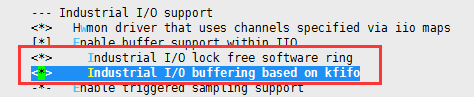 --- Industrial I/O support
<*>   Hwmon driver that uses channels specified via iio maps
[*]   Enable buffer support within IIO
<*>     Industrial I/O lock free software ring
<*>     Industrial I/O buffering based on kfifo
-*-   Enable triggered sampling support